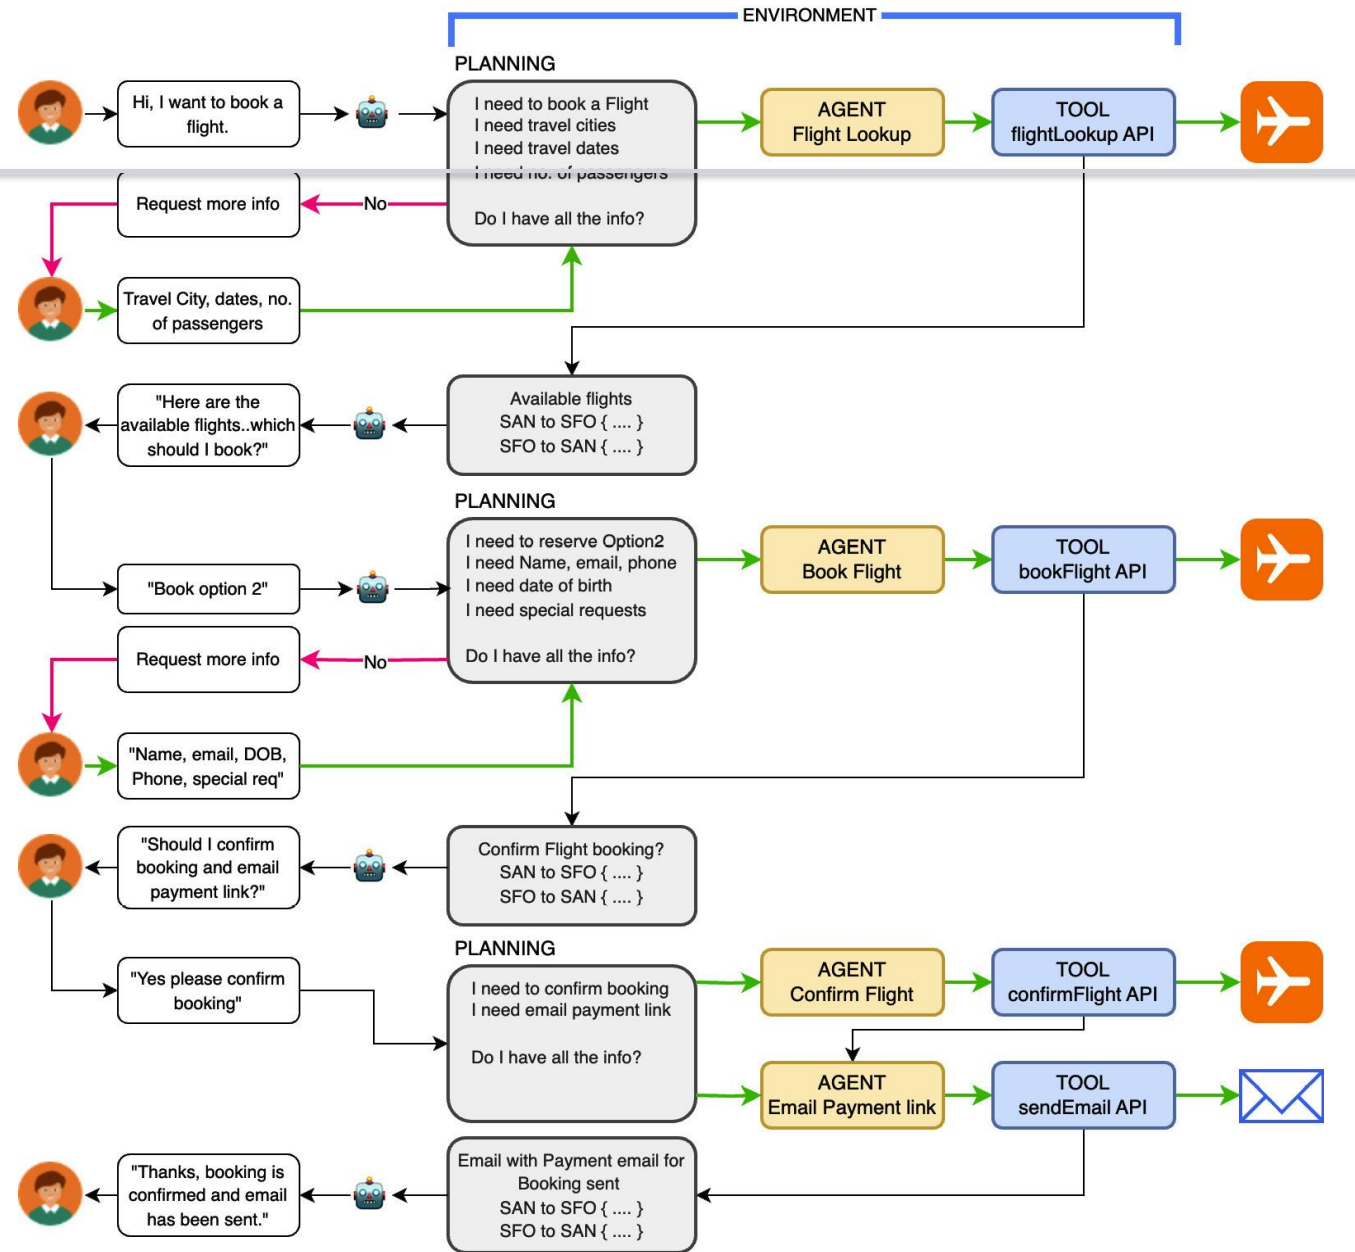 ENVIRONMENT
PLANNING
Hi, I want to book a
flight.
I need to book a Flight
I need travel cities
I need travel dates
I need no. of passengers
Do I have all the info?
AGENT
Flight Lookup
TOOL
flightLookup API
Request more info
No
Travel City, dates, no.
of passengers
"Here are the
available flights..which
should I book?"
Available flights
SAN to SFO { .... }
SFO to SAN { .... }
PLANNING
"Book option 2"
I need to reserve Option2
I need Name, email, phone
I need date of birth
I need special requests
Do I have all the info?
AGENT
Book Flight
TOOL
bookFlight API
Request more info
No
"Name, email, DOB,
Phone, special req"
"Should I confirm
booking and email
payment link?"
Confirm Flight booking?
SAN to SFO { .... }
SFO to SAN { .... }
PLANNING
"Yes please confirm
booking"
I need to confirm booking
I need email payment link
Do I have all the info?
AGENT
Confirm Flight
TOOL
confirmFlight API
AGENT
Email Payment link
TOOL
sendEmail API
"Thanks, booking is
confirmed and email
has been sent."
Email with Payment email for
Booking sent
SAN to SFO { .... }
SFO to SAN { .... }